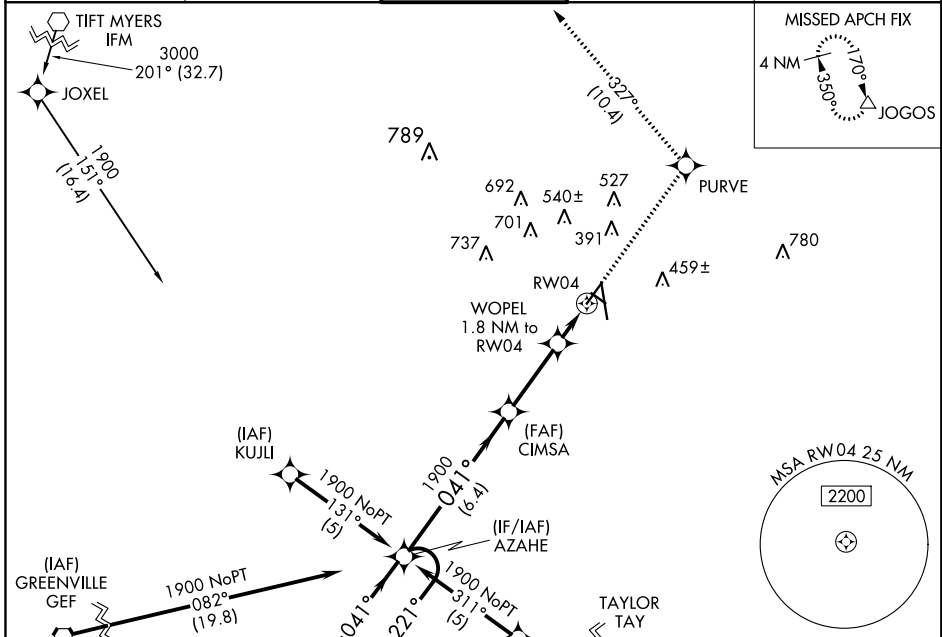 TIFT MYERS
IFM
3000
201° (32.7)
JOXEL
1900
151°
(16.4)
327°
(10.4)
MISSED APCH FIX
4 NM
170°
350°
JOGOS
789
PURVE
692
540±
527
701
391
737
459±
780
RW04
WOPEL
1.8 NM to
RW04
(FAF)
CIMSA
(IAF)
KUJLI
1900
041°
(6.4)
1900 NoPT
131°
(5)
(IF/IAF)
AZAHE
MSA RW04 25 NM
2200
(IAF)
GREENVILLE
GEF
1900 NoPT
082°
(19.8)
041°
221°
1900 NoPT
311°
(5)
TAYLOR
TAY